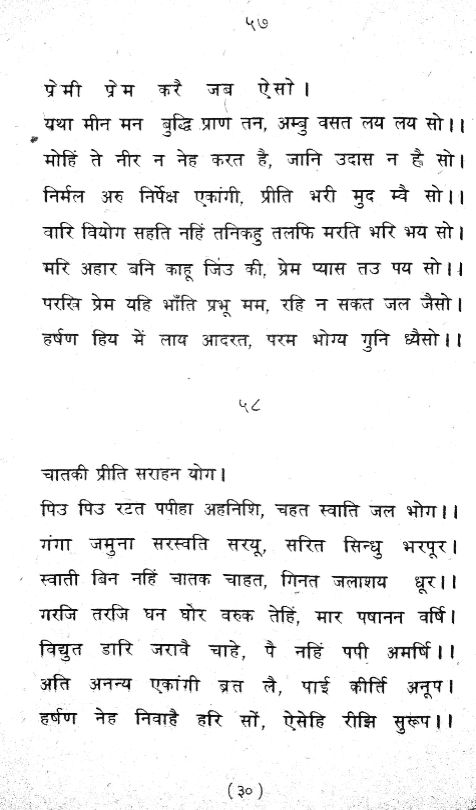 ५७
प्रेमी प्रेम करै जब ऐसो।
यथा मीन मन बुद्धि प्राण तन, अम्बु वसत लय लय सो।।
मोहिं ते नीर न नेह करत है, जानि उदास न है सो।
निर्मल अरु निर्पेक्ष एकांगी, प्रीति भरी मुद म्वै सो।।
वारि वियोग सहति नहिं तनिकहु तलफि मरति भरि भय सो।
मरि अहार बनि काहू जिउ की, प्रेम प्यास तउ पय सो।।
परखि प्रेम यहि भाँति प्रभू मम, रहि न सकत जल जैसो।
हर्षण हिय में लाय आदरत, परम भोग्य गुनि ध्यैसो।।
५८
चातकी प्रीति सराहन योग।
पिउ पिउ रटत पपीहा अहनिशि, चहत स्वाति जल भोग।।
गंगा जमुना सरस्वति सरयू, सरित सिन्धु भरपूर।
स्वाती बिन नहिं चातक चाहत, गिनत जलाशय धूर।।
गरजि तरजि घन घोर वरुक तेहिं, मार पषानन वर्षि।
विद्युत डारि जरावै चाहे, पै नहिं पपी अमर्षि।।
अति अनन्य एकांगी ब्रत लै, पाई कीर्ति अनूप।
हर्षण नेह निवाहै हरि सों, ऐसेहि रीझि सुरूप।।
(३०)